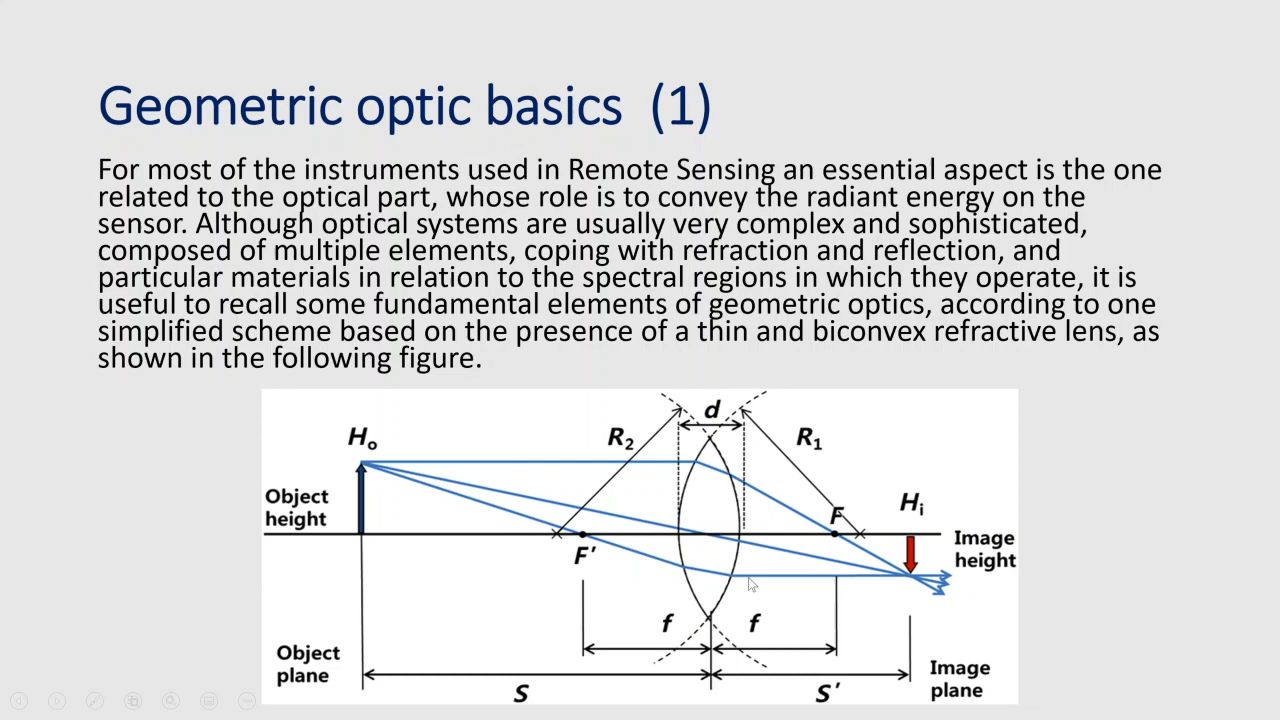 Geometric optic basics (1)
For most of the instruments used in Remote Sensing an essential aspect is the one
related to the optical part, whose role is to convey the radiant energy on the
sensor. Although optical systems are usually very complex and sophisticated,
composed of multiple elements, coping with refraction and reflection, and
particular materials in relation to the spectral regions in which they operate, it is
useful to recall some fundamental elements of geometric optics, according to one
simplified scheme based on the presence of a thin and biconvex refractive lens, as
shown in the following figure.
d
Hₒ
R₂
R₁
Object
height
F
Hᵢ
Image
height
F'
f
f
Object
plane
Image
plane
S
S'